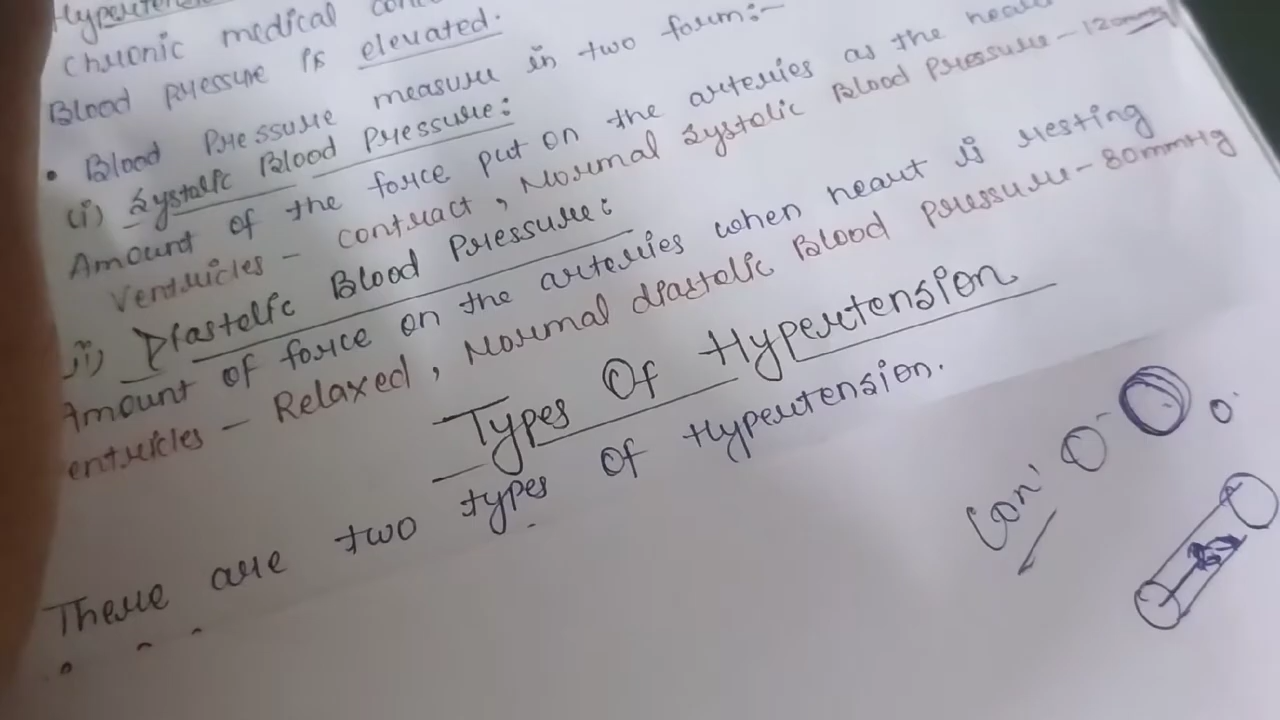 Chronic medical
Blood pressure is elevated.
• Blood Pressure measure in two form:-
(i) Systolic Blood Pressure:
Amount of the force put on the arteries as the
Ventricles - contract, Normal Systolic Blood Pressure - 120mmHg
ii) Diastolic Blood Pressure:
Amount of force on the arteries when heart is resting
entricles - Relaxed, Normal diastolic Blood pressure - 80mmHg
Types Of Hypertension
There are two types of Hypertension.
Con'